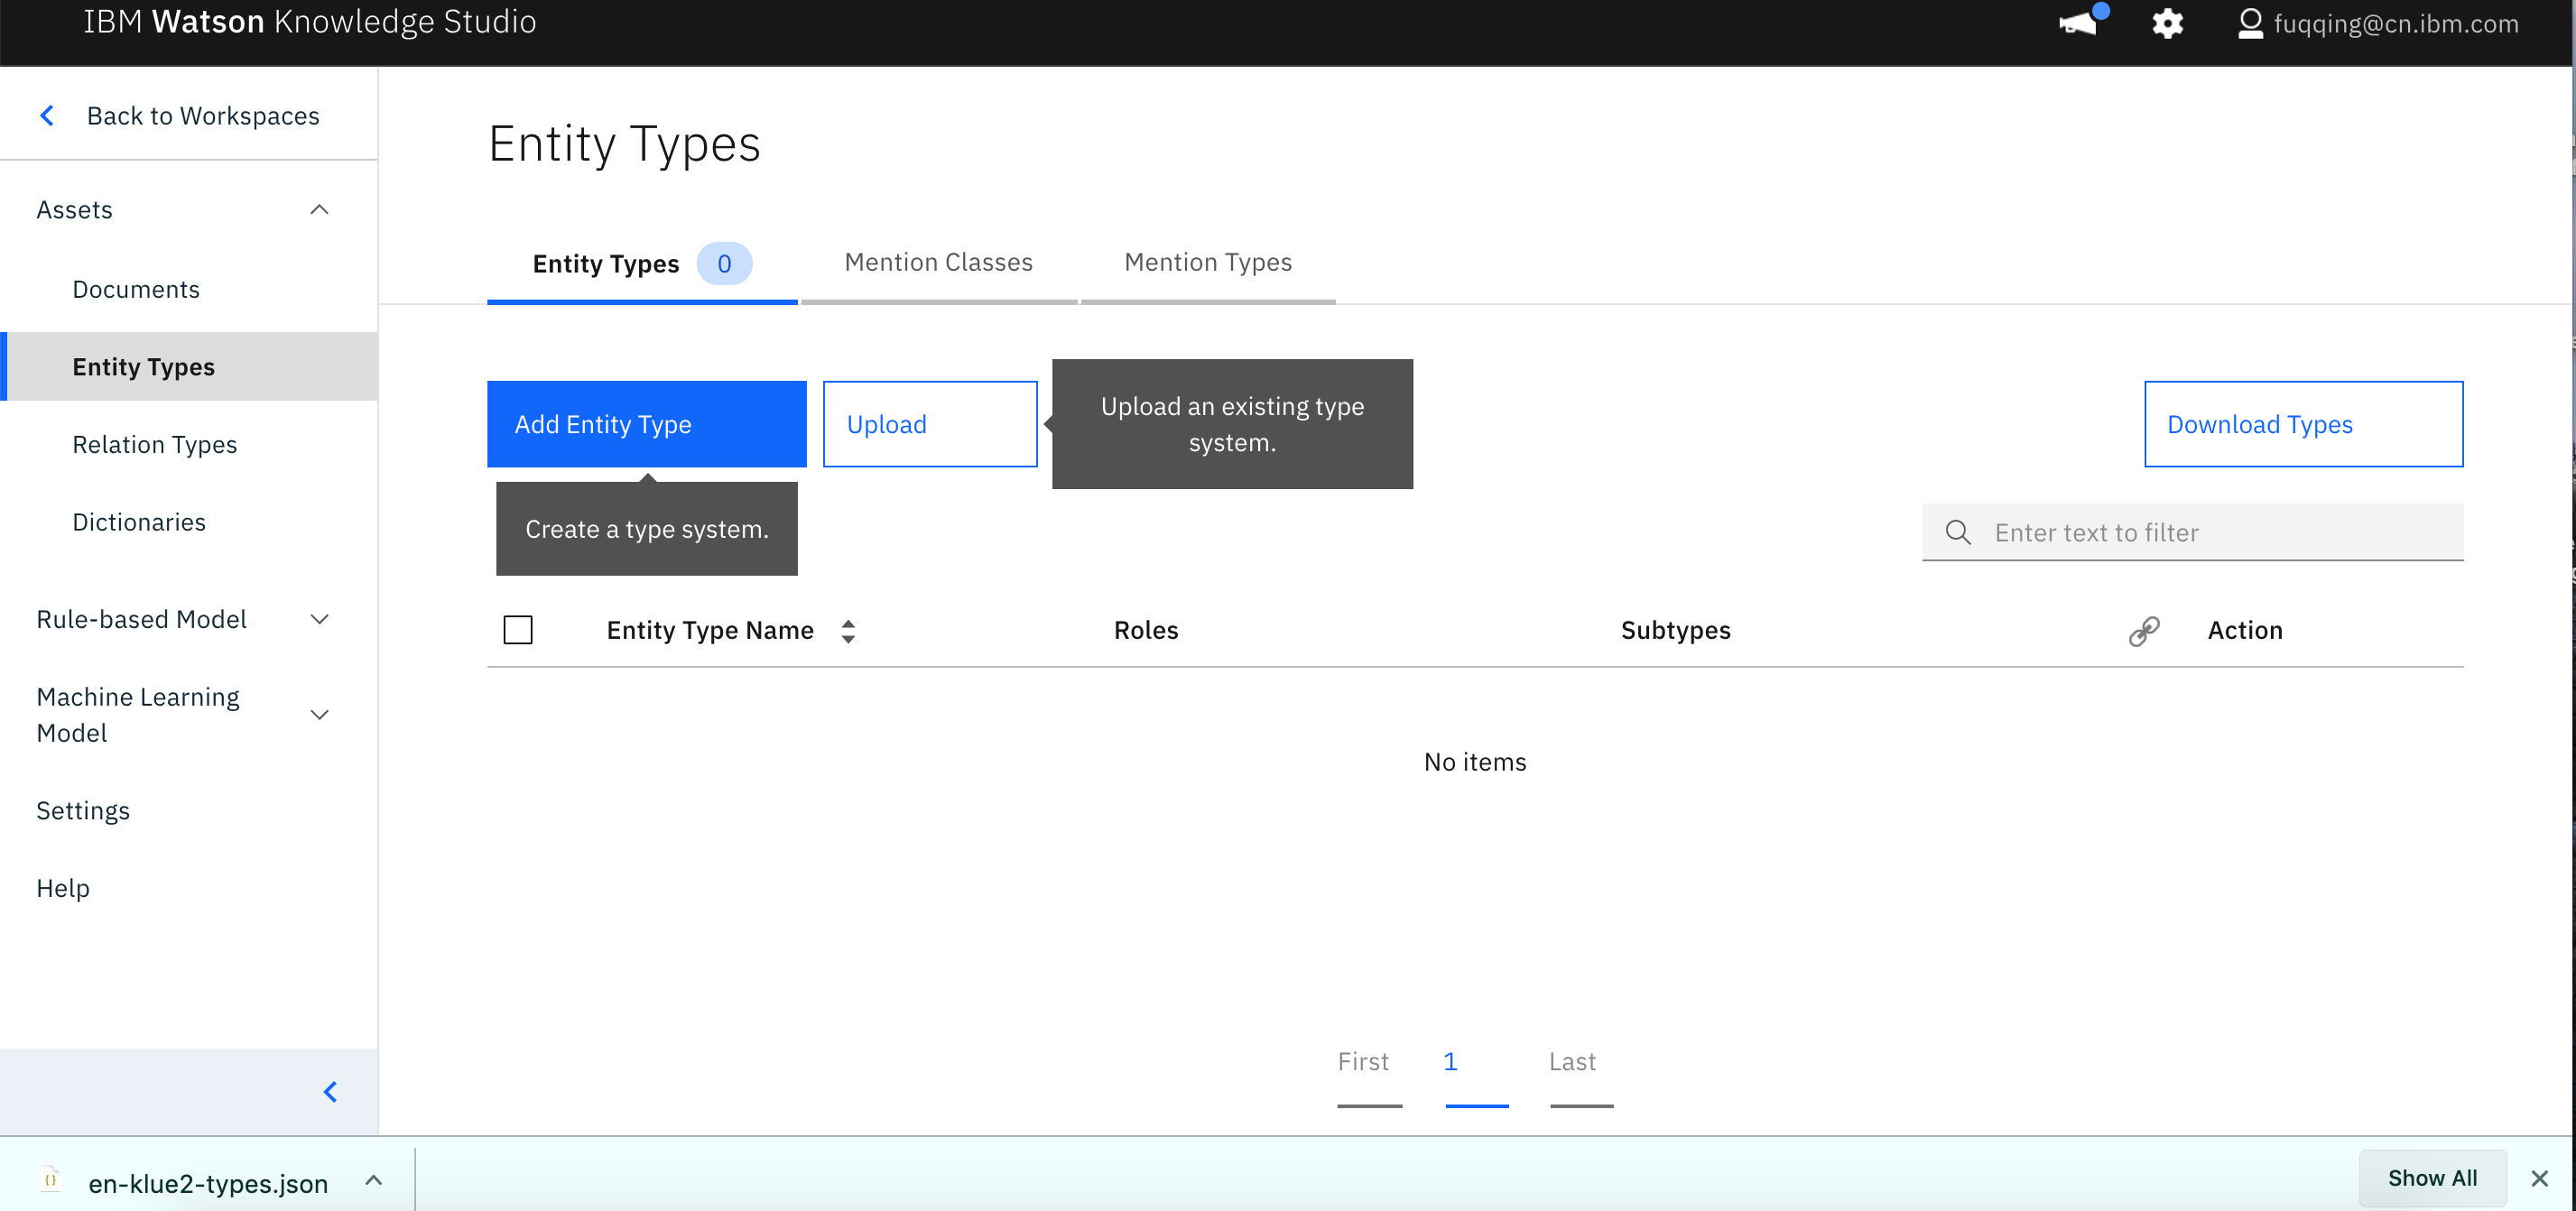 IBM Watson Knowledge Studio
fuqqing@cn.ibm.com
Back to Workspaces
Assets
Documents
Entity Types
Relation Types
Dictionaries
Rule-based Model
Machine Learning
Model
Settings
Help
Entity Types
Entity Types 0
Mention Classes
Mention Types
Add Entity Type
Upload
Upload an existing type
system.
Download Types
Create a type system.
Enter text to filter
Entity Type Name
Roles
Subtypes
Action
No items
First
1
Last
en-klue2-types.json
Show All